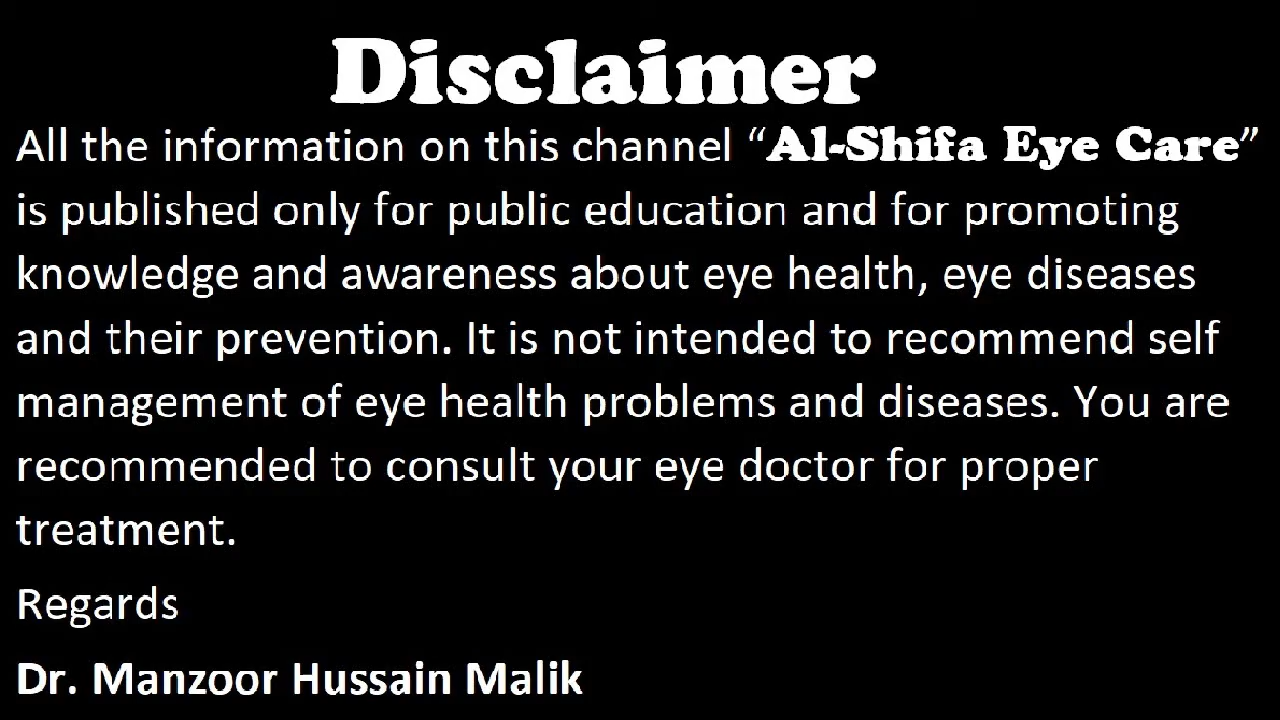 Disclaimer
All the information on this channel “Al-Shifa Eye Care”
is published only for public education and for promoting
knowledge and awareness about eye health, eye diseases
and their prevention. It is not intended to recommend self
management of eye health problems and diseases. You are
recommended to consult your eye doctor for proper
treatment.
Regards
Dr. Manzoor Hussain Malik